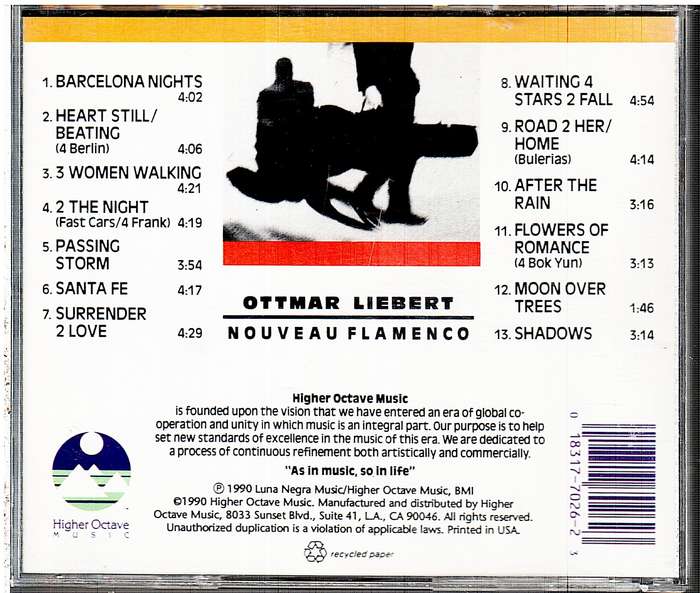 1. BARCELONA NIGHTS
4:02
2. HEART STILL/
BEATING
(4 Berlin) 4:06
3. 3 WOMEN WALKING
4:21
4. 2 THE NIGHT
(Fast Cars/4 Frank) 4:19
5. PASSING
STORM 3:54
6. SANTA FE 4:17
7. SURRENDER
2 LOVE 4:29
8. WAITING 4
STARS 2 FALL 4:54
9. ROAD 2 HER/
HOME
(Bulerias) 4:14
10. AFTER THE
RAIN 3:16
11. FLOWERS OF
ROMANCE
(4 Bok Yun) 3:13
12. MOON OVER
TREES 1:46
13. SHADOWS 3:14
OTTMAR LIEBERT
NOUVEAU FLAMENCO
Higher Octave Music
is founded upon the vision that we have entered an era of global co-
operation and unity in which music is an integral part. Our purpose is to help
set new standards of excellence in the music of this era. We are dedicated to
a process of continuous refinement both artistically and commercially.
"As in music, so in life"
Ⓟ 1990 Luna Negra Music/Higher Octave Music, BMI
©1990 Higher Octave Music. Manufactured and distributed by Higher
Octave Music, 8033 Sunset Blvd., Suite 41, L.A., CA 90046. All rights reserved.
Unauthorized duplication is a violation of applicable laws. Printed in USA.
recycled paper
Higher Octave
MUSIC
0 18317-7026-2 3